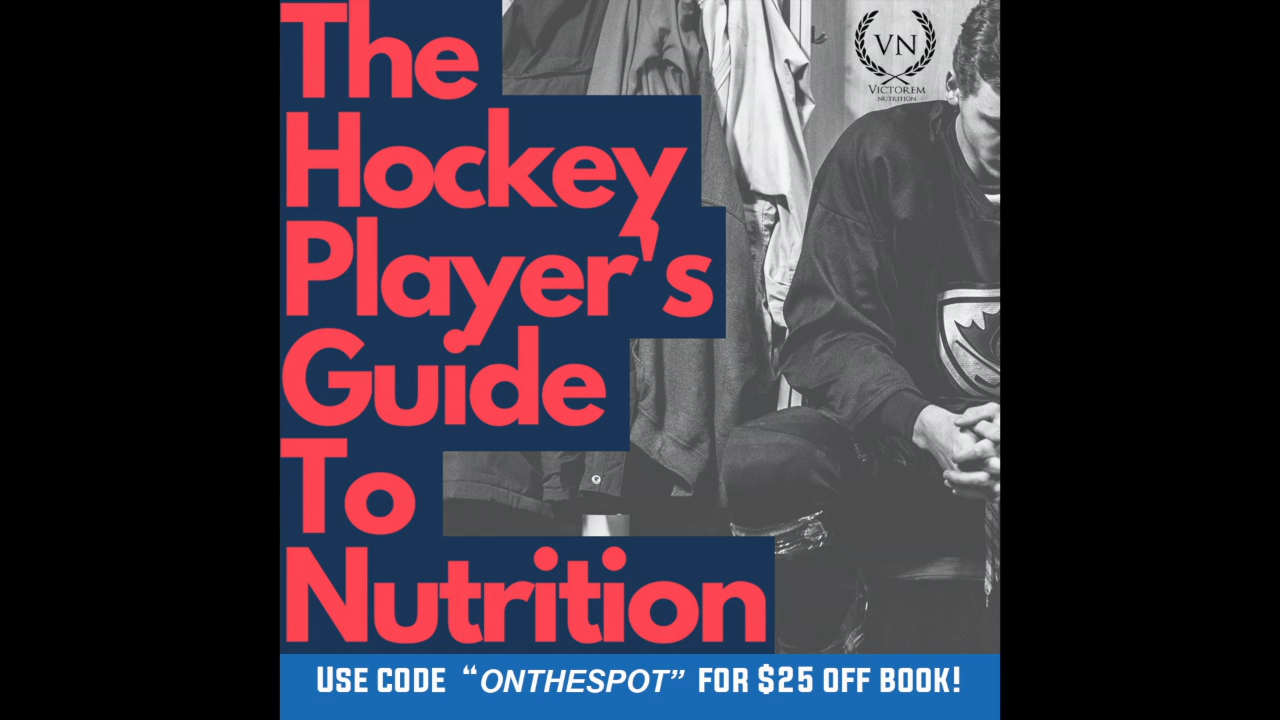 The
Hockey
Player's
Guide
To
Nutrition
VN
VICTOREM
NUTRITION
USE CODE “ONTHESPOT” FOR $25 OFF BOOK!